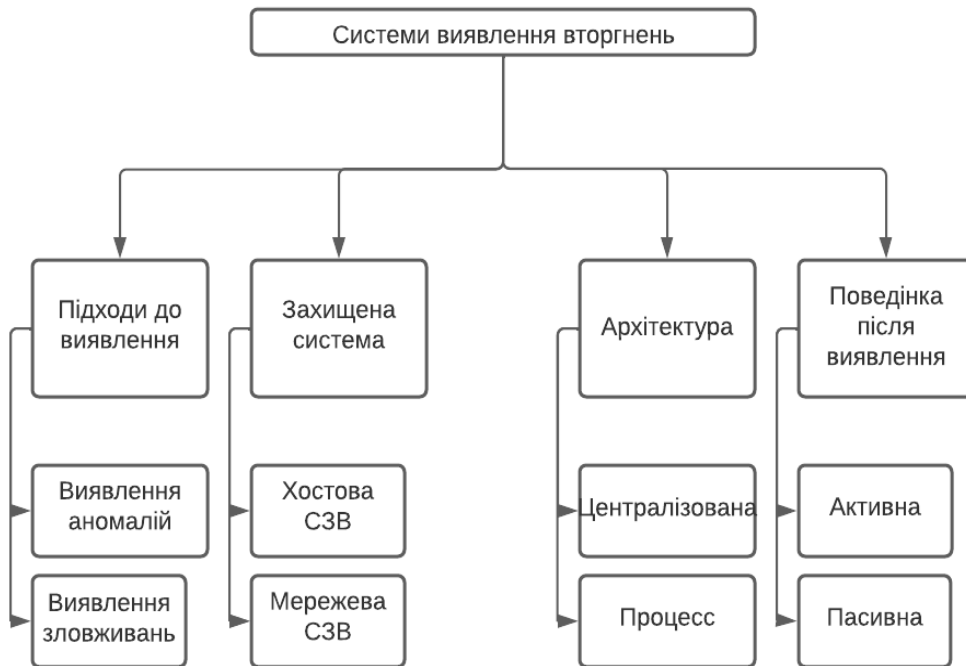 Системи виявлення вторгнень
Підходи до
виявлення
Захищена
система
Архітектура
Поведінка
після
виявлення
Виявлення
аномалій
Хостова
СЗВ
Централізована
Активна
Виявлення
зловживань
Мережева
СЗВ
Процесс
Пасивна